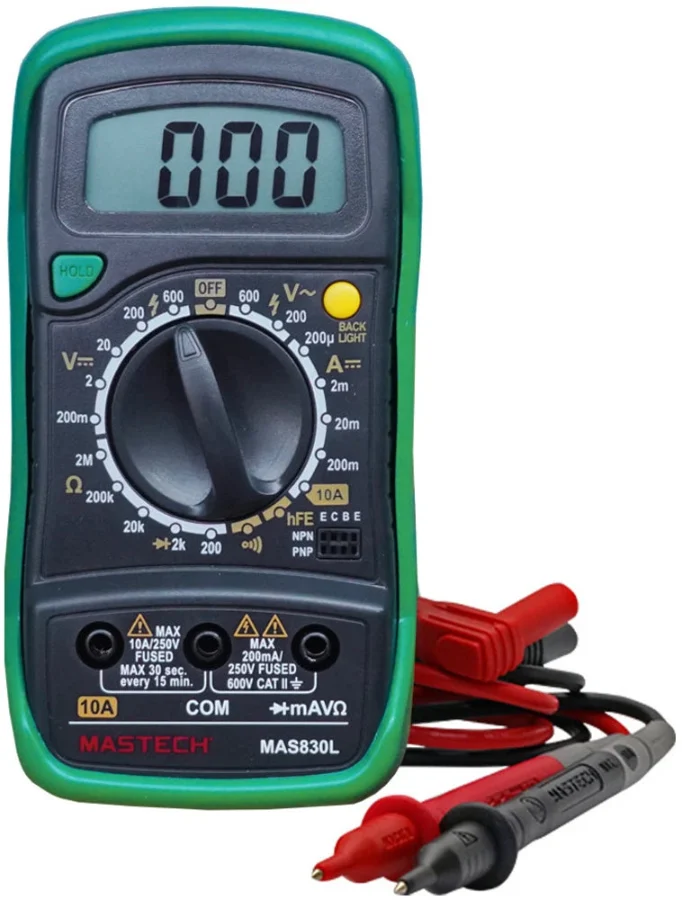 000
HOLD
OFF
600
600
V~
200
200
BACK
LIGHT
200µ
20
V⎓
A⎓
2
2m
200m
20m
2M
200m
Ω
200k
10A
20k
2k
200
hFE
E C B E
NPN
PNP
MAX
10A/250V
FUSED
MAX 30 sec.
every 15 min.
MAX
200mA/
250V FUSED
600V CAT II
10A
COM
mAVΩ
MASTECH
MAS830L
MASTECH